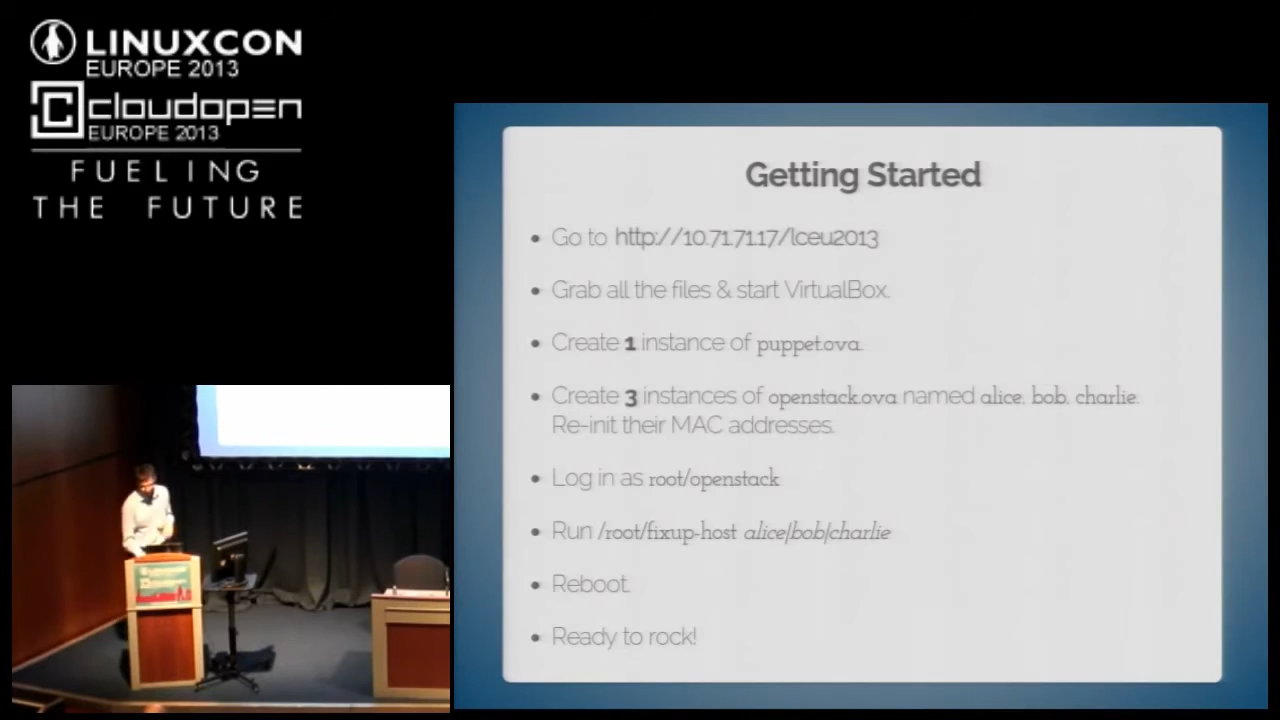 LINUXCON
EUROPE 2013
cloudopen
EUROPE 2013
FUELING
THE FUTURE
Getting Started
• Go to http://10.71.71.17/lceu2013
• Grab all the files & start VirtualBox.
• Create 1 instance of puppet.ova.
• Create 3 instances of openstack.ova named alice, bob, charlie.
Re-init their MAC addresses.
• Log in as root/openstack
• Run /root/fixup-host alice|bob|charlie
• Reboot.
• Ready to rock!